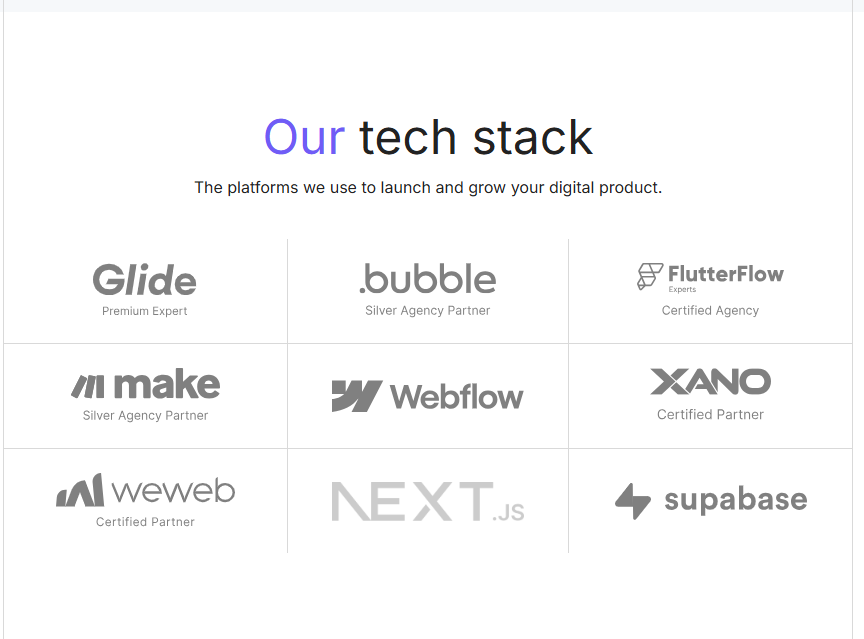 Our tech stack
The platforms we use to launch and grow your digital product.
Glide
Premium Expert
.bubble
Silver Agency Partner
FlutterFlow
Experts
Certified Agency
make
Silver Agency Partner
Webflow
XANO
Certified Partner
weweb
Certified Partner
NEXT.JS
supabase